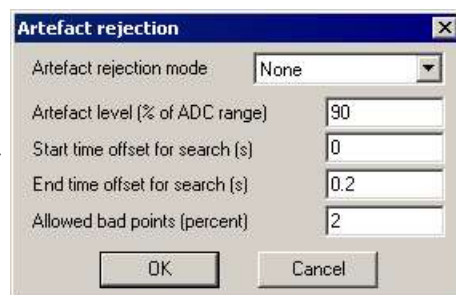 Artefact rejection
Artefact rejection mode None
Artefact level (% of ADC range) 90
Start time offset for search (s) 0
End time offset for search (s) 0.2
Allowed bad points (percent) 2
OK Cancel